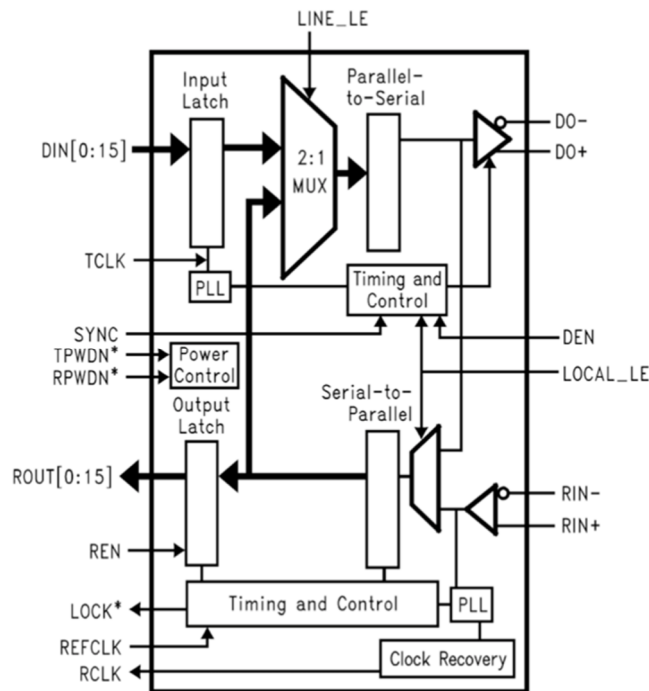 LINE_LE
Input
Latch
Parallel-
to-Serial
DIN[0:15]
2:1
MUX
DO-
DO+
TCLK
PLL
Timing and
Control
SYNC
DEN
TPWDN*
RPWDN*
Power
Control
LOCAL_LE
Output
Latch
Serial-to-
Parallel
ROUT[0:15]
RIN-
RIN+
REN
LOCK*
Timing and Control
PLL
REFCLK
RCLK
Clock Recovery